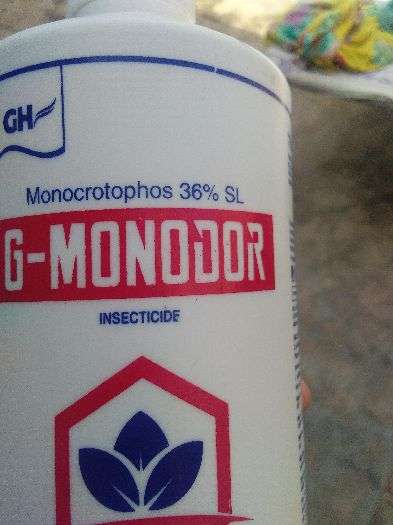 GH
Monocrotophos 36% SL
G-MONODOR
INSECTICIDE